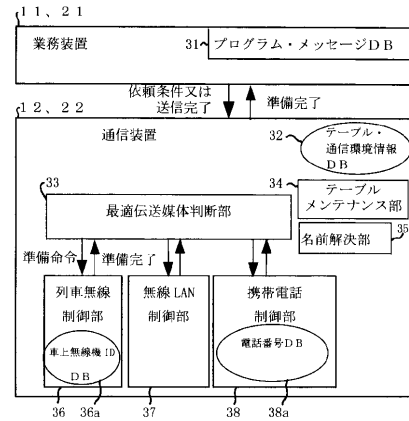 11、21
業務装置
31
プログラム・メッセージDB
依頼条件又は
送信完了
準備完了
12、22
通信装置
32
テーブル・
通信環境情報
DB
33
最適伝送媒体判断部
34
テーブル
メンテナンス部
名前解決部
35
準備命令
準備完了
列車無線
制御部
車上無線機ID
DB
無線LAN
制御部
携帯電話
制御部
電話番号DB
36
36a
37
38
38a